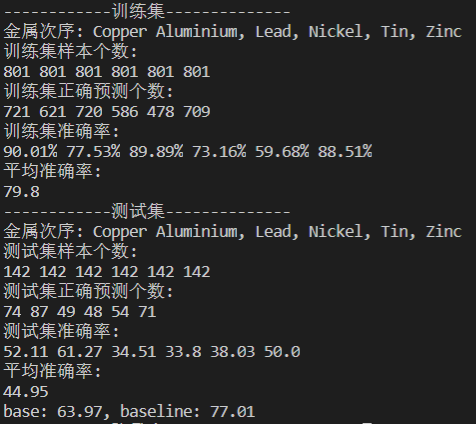 ------------训练集--------------
金属次序: Copper Aluminium, Lead, Nickel, Tin, Zinc
训练集样本个数:
801 801 801 801 801 801
训练集正确预测个数:
721 621 720 586 478 709
训练集准确率:
90.01% 77.53% 89.89% 73.16% 59.68% 88.51%
平均准确率:
79.8
------------测试集--------------
金属次序: Copper Aluminium, Lead, Nickel, Tin, Zinc
测试集样本个数:
142 142 142 142 142 142
测试集正确预测个数:
74 87 49 48 54 71
测试集准确率:
52.11 61.27 34.51 33.8 38.03 50.0
平均准确率:
44.95
base: 63.97, baseline: 77.01